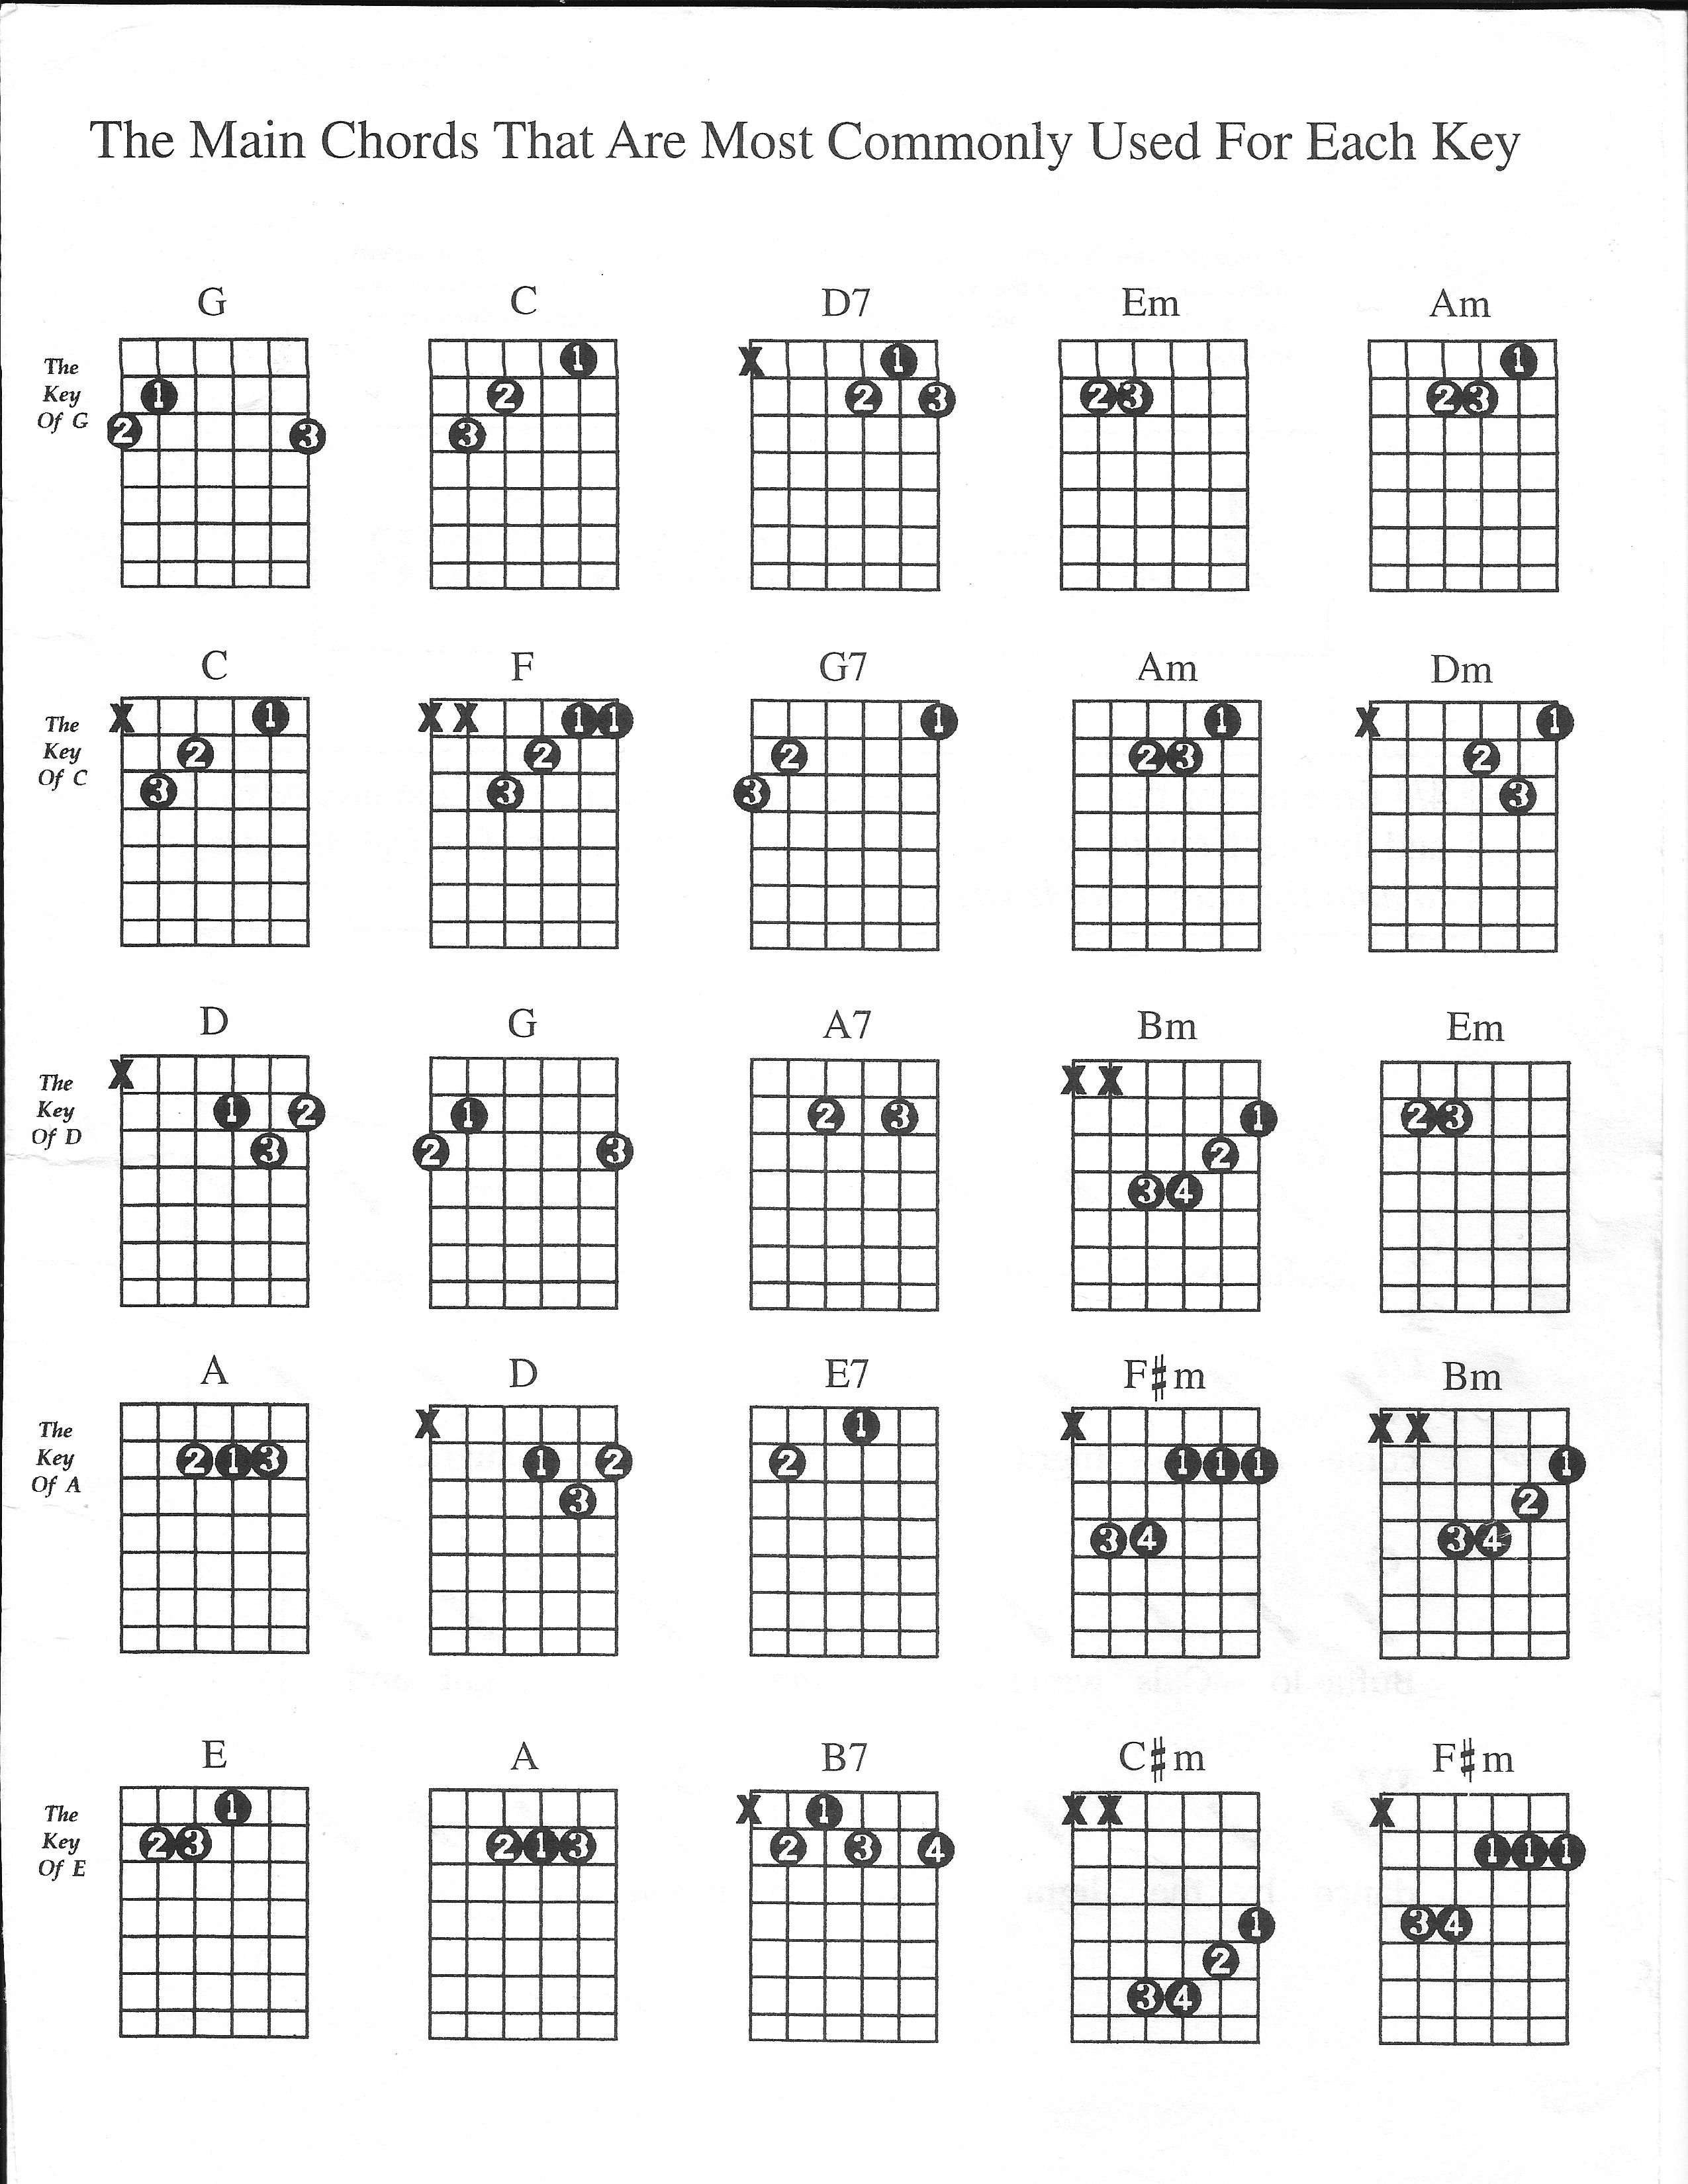 The Main Chords That Are Most Commonly Used For Each Key
G C D7 Em Am
The
Key
Of G
1
2 3
1
2
3
X 1
2 3
2 3
1
2 3
C F G7 Am Dm
The
Key
Of C
X 1
2
3
X X 1 1
2
3
1
2
3
1
2 3
X 1
2
3
D G A7 Bm Em
The
Key
Of D
X
1 2
3
1
2 3
2 3
X X
1
2
3 4
2 3
A D E7 F♯m Bm
The
Key
Of A
2 1 3
X
1 2
3
1
2
X
1 1 1
3 4
X X
1
2
3 4
E A B7 C♯m F♯m
The
Key
Of E
1
2 3
2 1 3
X 1
2 3 4
X X
1
2
3 4
X
1 1 1
3 4